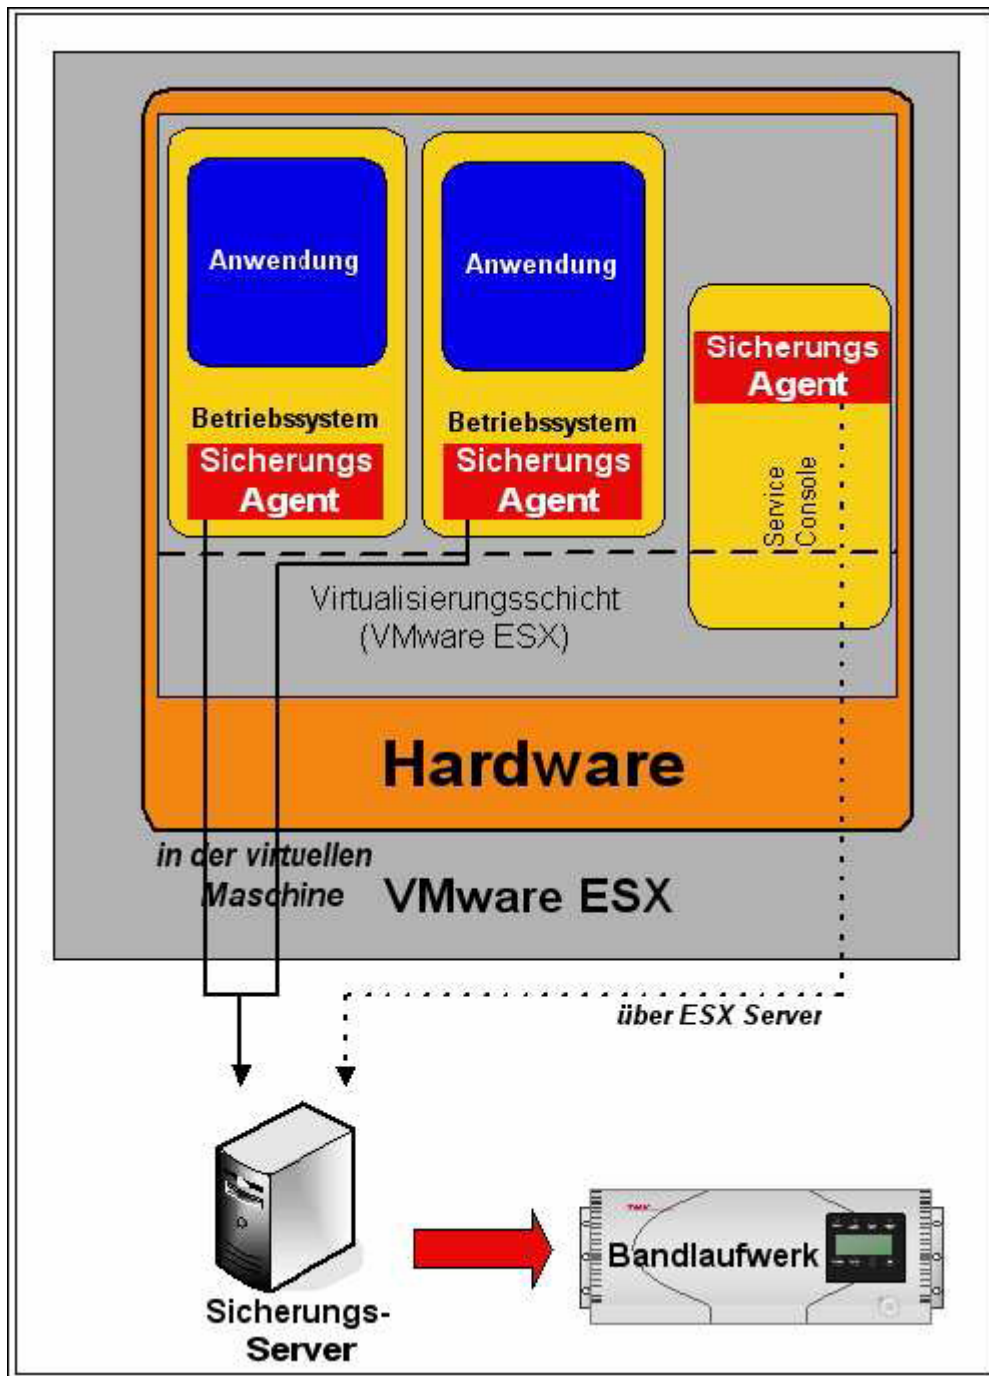 Anwendung
Anwendung
Betriebssystem
Sicherungs
Agent
Betriebssystem
Sicherungs
Agent
Sicherungs
Agent
Service
Console
Virtualisierungsschicht
(VMware ESX)
Hardware
in der virtuellen
Maschine
VMware ESX
über ESX Server
Sicherungs-
Server
Bandlaufwerk